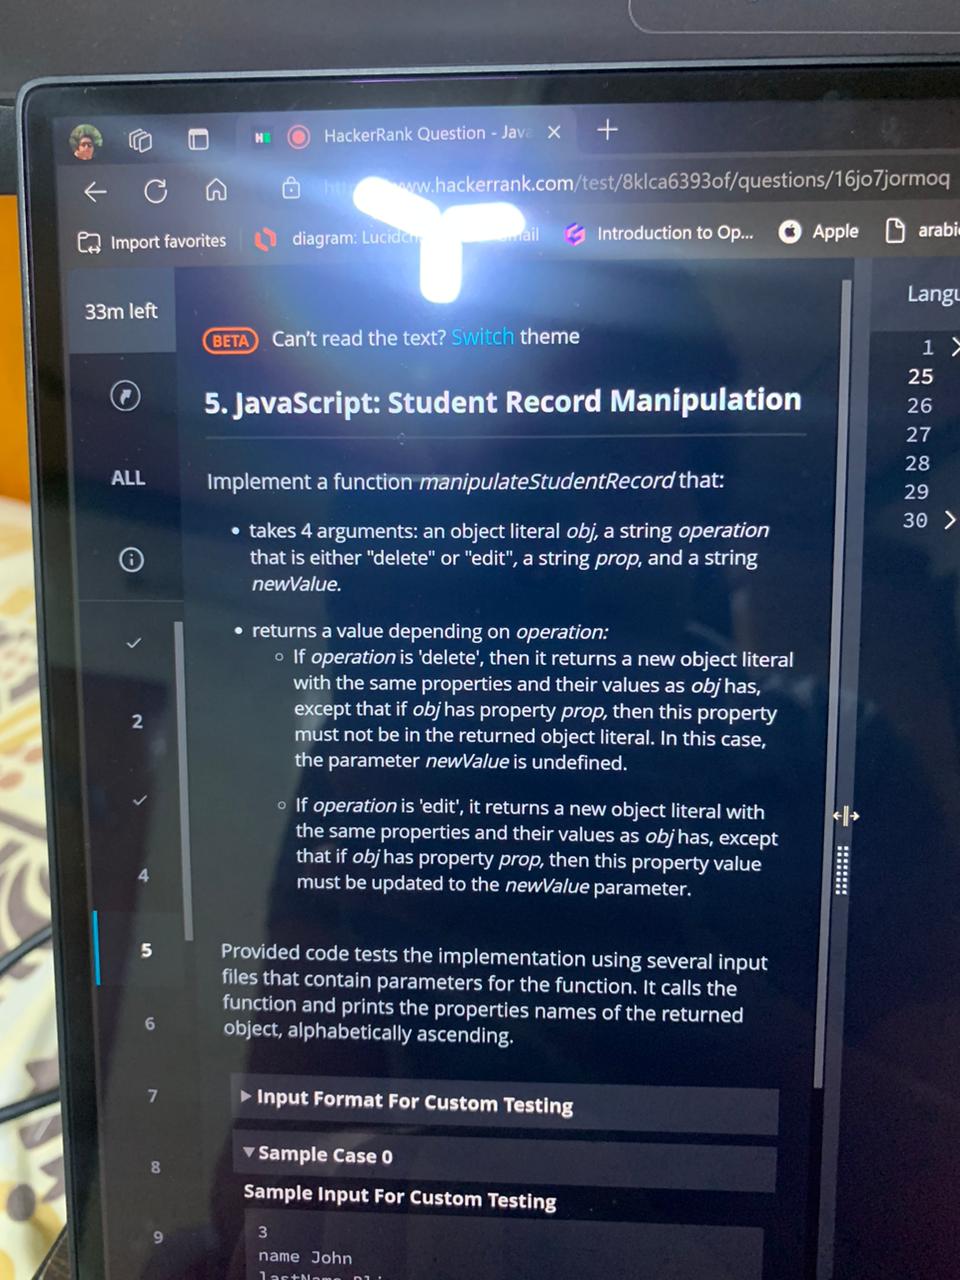 HackerRank Question - Java
www.hackerrank.com/test/8klca6393of/questions/16jo7jormoq
Import favorites
diagram: Lucidch
mail
Introduction to Op...
Apple
arabi
33m left
Langu
BETA Can't read the text? Switch theme
5. JavaScript: Student Record Manipulation
ALL
Implement a function manipulateStudentRecord that:
• takes 4 arguments: an object literal obj, a string operation
that is either "delete" or "edit", a string prop, and a string
newValue.
• returns a value depending on operation:
◦ If operation is 'delete', then it returns a new object literal
with the same properties and their values as obj has,
except that if obj has property prop, then this property
must not be in the returned object literal. In this case,
the parameter newValue is undefined.
◦ If operation is 'edit', it returns a new object literal with
the same properties and their values as obj has, except
that if obj has property prop, then this property value
must be updated to the newValue parameter.
Provided code tests the implementation using several input
files that contain parameters for the function. It calls the
function and prints the properties names of the returned
object, alphabetically ascending.
Input Format For Custom Testing
Sample Case 0
Sample Input For Custom Testing
3
name John
2
4
5
6
7
8
9
1
25
26
27
28
29
30